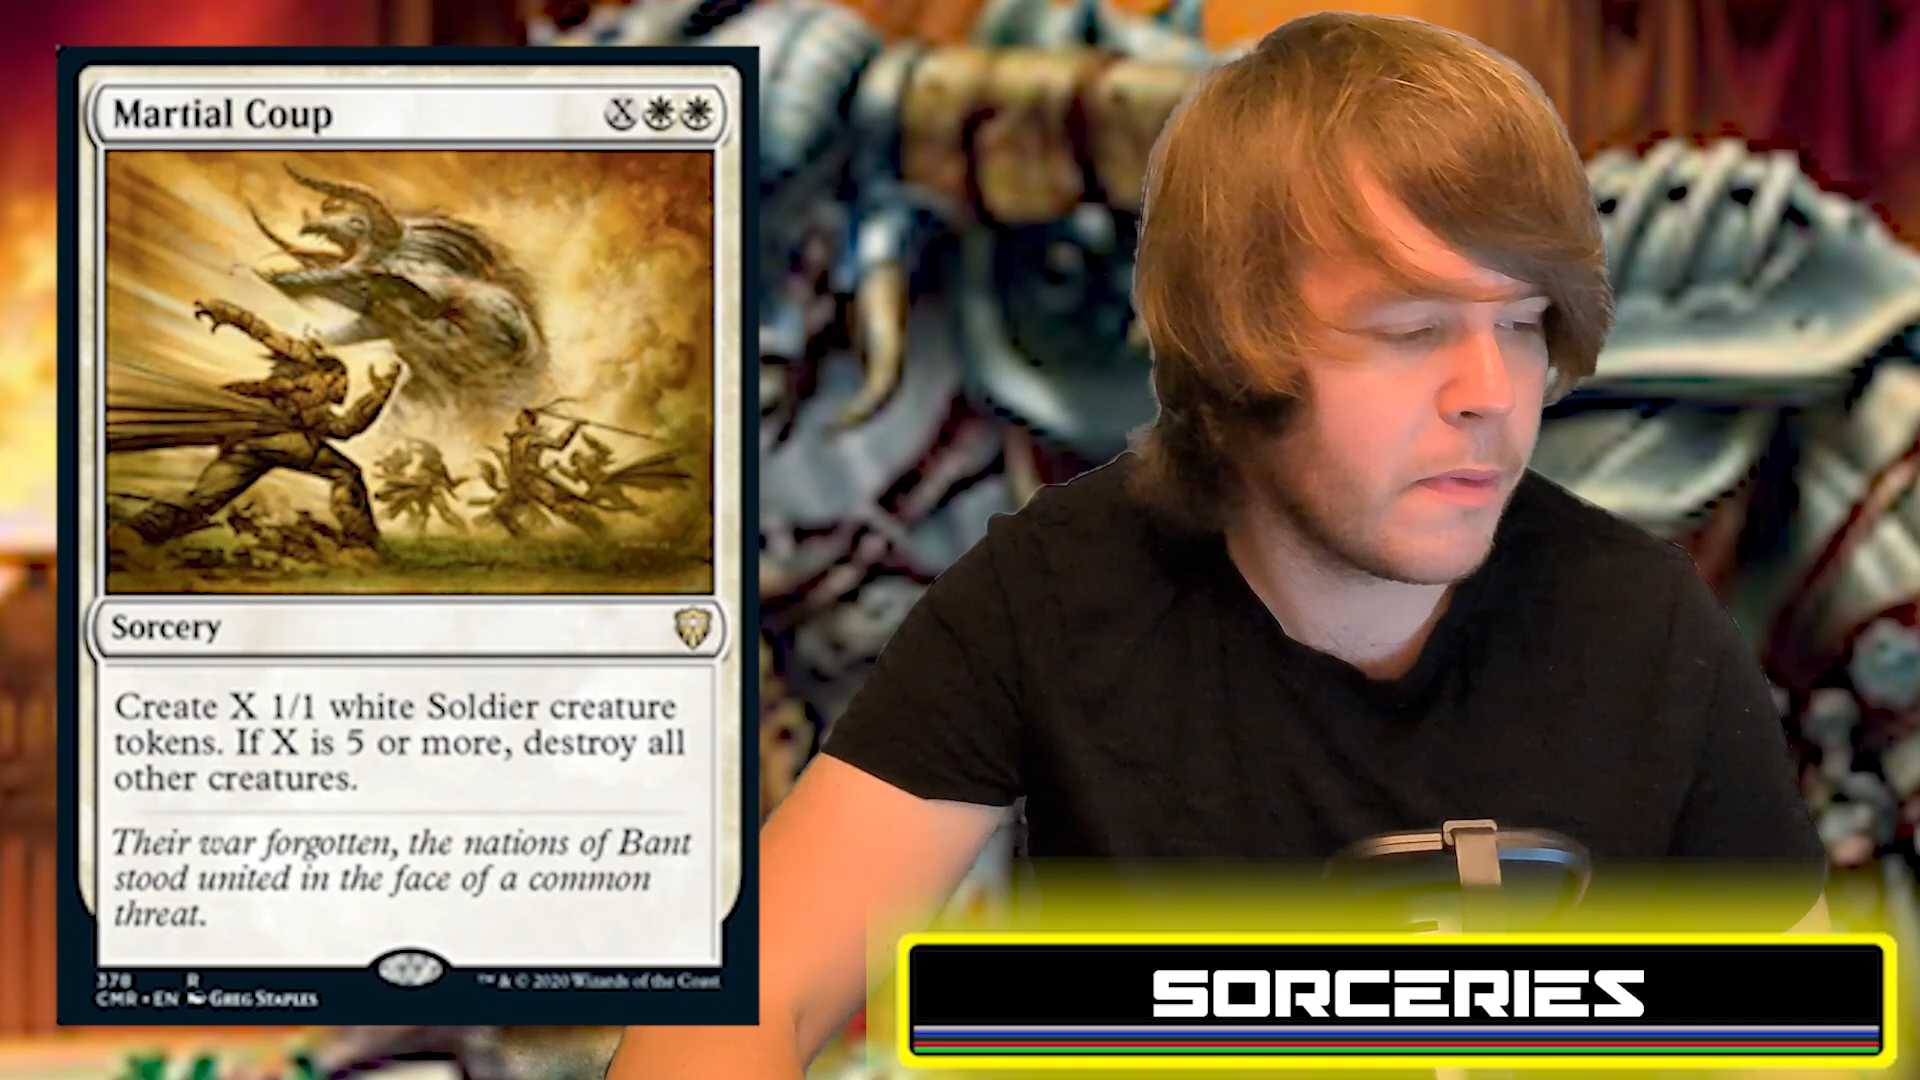 Martial Coup X
Sorcery
Create X 1/1 white Soldier creature
tokens. If X is 5 or more, destroy all
other creatures.
Their war forgotten, the nations of Bant
stood united in the face of a common
threat.
378 R
™ & © 2020 Wizards of the Coast
CMR • EN Greg Staples
SORCERIES